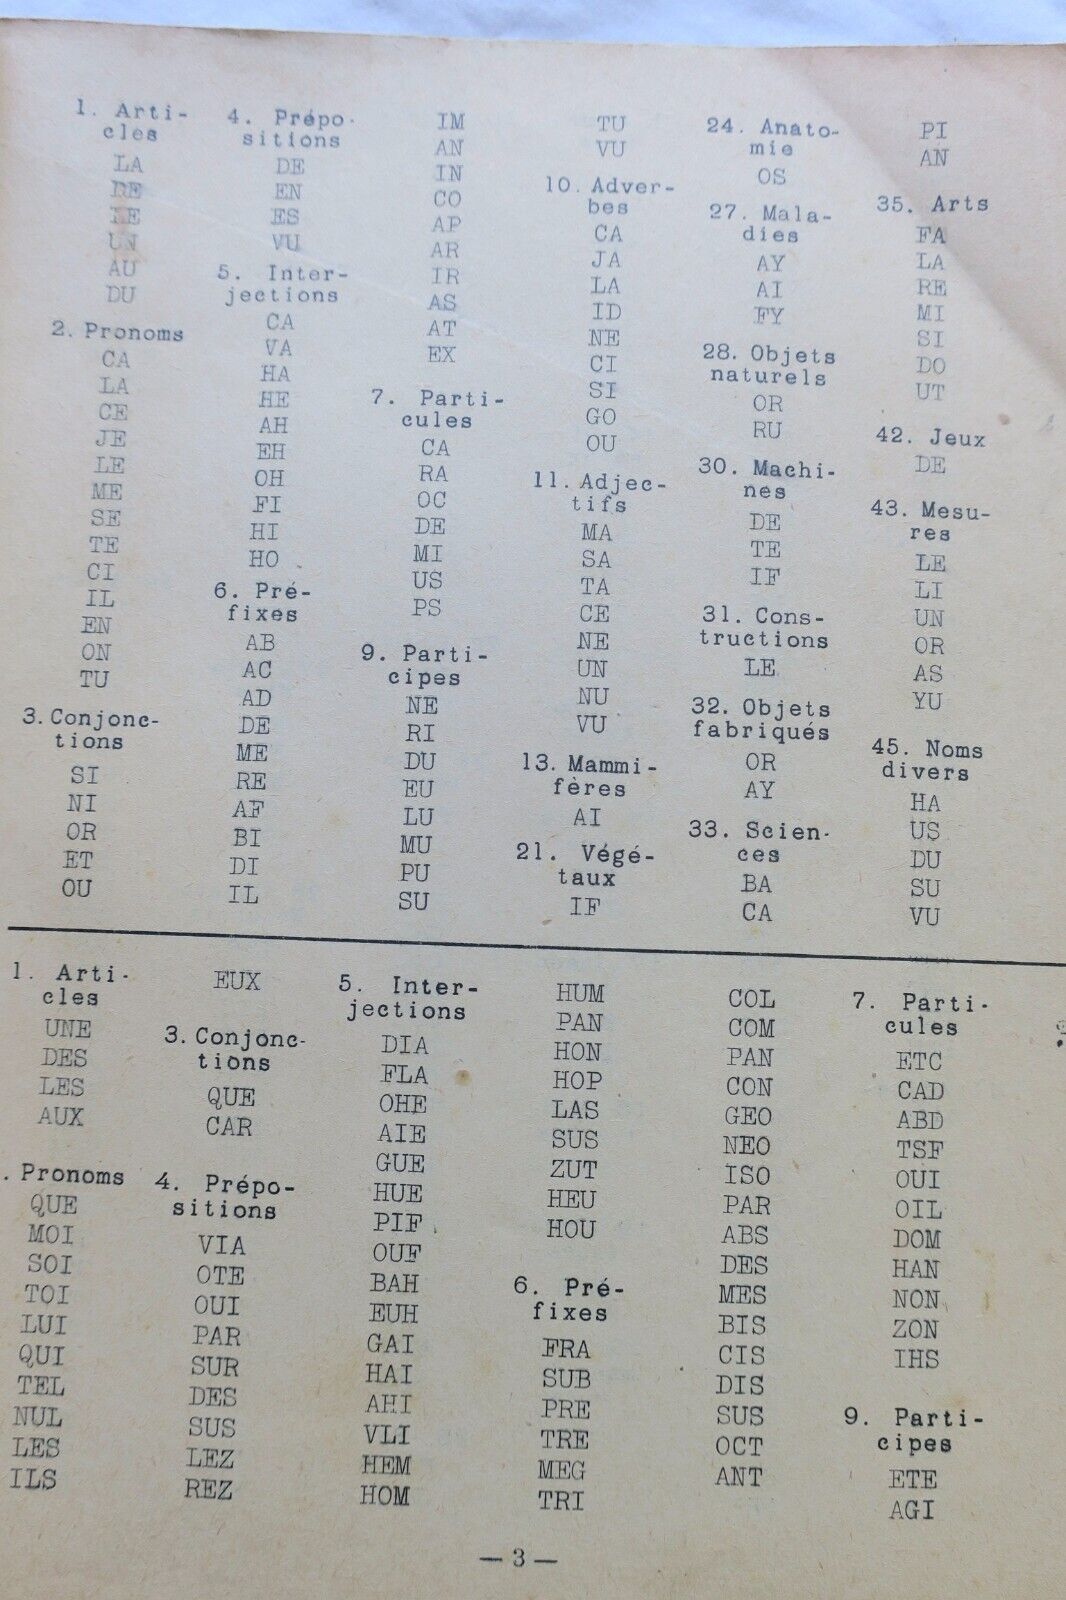 1. Arti-
cles
LA
DE
LE
UN
AU
DU
2. Pronoms
CA
LA
CE
JE
LE
ME
SE
TE
CI
IL
EN
ON
TU
3. Conjonc-
tions
SI
NI
OR
ET
OU
4. Prépo-
sitions
DE
EN
ES
VU
5. Inter-
jections
CA
VA
HA
HE
AH
EH
OH
FI
HI
HO
6. Pré-
fixes
AB
AC
AD
DE
ME
RE
AF
BI
DI
IL
IM
AN
IN
CO
AP
AR
IR
AS
AT
EX
7. Parti-
cules
CA
RA
OC
DE
MI
US
PS
9. Parti-
cipes
NE
RI
DU
EU
LU
MU
PU
SU
TU
VU
10. Adver-
bes
CA
JA
LA
ID
NE
CI
SI
GO
OU
11. Adjec-
tifs
MA
SA
TA
CE
NE
UN
NU
VU
13. Mammi-
fères
AI
21. Végé-
taux
IF
24. Anato-
mie
OS
27. Mala-
dies
AY
AI
FY
28. Objets
naturels
OR
RU
30. Machi-
nes
DE
TE
IF
31. Cons-
tructions
LE
32. Objets
fabriqués
OR
AY
33. Scien-
ces
BA
CA
PI
AN
35. Arts
FA
LA
RE
MI
SI
DO
UT
42. Jeux
DE
43. Mesu-
res
LE
LI
UN
OR
AS
YU
45. Noms
divers
HA
US
DU
SU
VU
1. Arti-
cles
UNE
DES
LES
AUX
. Pronoms
QUE
MOI
SOI
TOI
LUI
QUI
TEL
NUL
LES
ILS
EUX
3. Conjonc-
tions
QUE
CAR
4. Prépo-
sitions
VIA
OTE
OUI
PAR
SUR
DES
SUS
LEZ
REZ
5. Inter-
jections
DIA
FLA
OHE
AIE
GUE
HUE
PIF
OUF
BAH
EUH
GAI
HAI
AHI
VLI
HEM
HOM
HUM
PAN
HON
HOP
LAS
SUS
ZUT
HEU
HOU
6. Pré-
fixes
FRA
SUB
PRE
TRE
MEG
TRI
COL
COM
PAN
CON
GEO
NEO
ISO
PAR
ABS
DES
MES
BIS
CIS
DIS
SUS
OCT
ANT
7. Parti-
cules
ETC
CAD
ABD
TSF
OUI
OIL
DOM
HAN
NON
ZON
IHS
9. Parti-
cipes
ETE
AGI
— 3 —